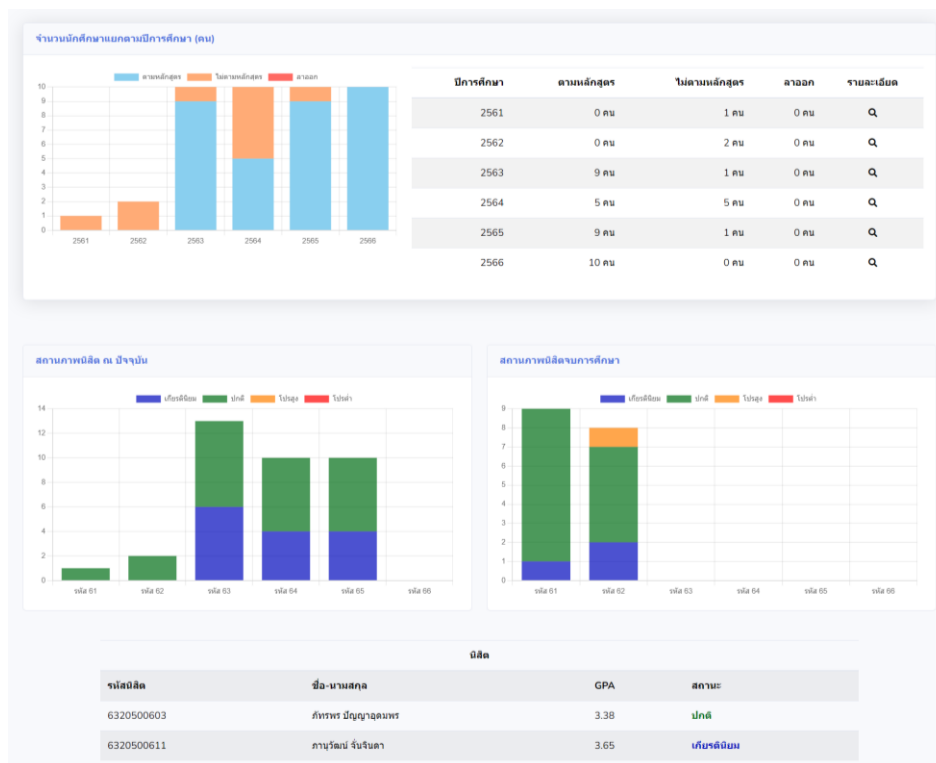 จำนวนนักศึกษาแยกตามปีการศึกษา (คน)
ตามหลักสูตร ไม่ตามหลักสูตร ลาออก
10
9
8
7
6
5
4
3
2
1
0
2561 2562 2563 2564 2565 2566
ปีการศึกษา ตามหลักสูตร ไม่ตามหลักสูตร ลาออก รายละเอียด
2561 0 คน 1 คน 0 คน
2562 0 คน 2 คน 0 คน
2563 9 คน 1 คน 0 คน
2564 5 คน 5 คน 0 คน
2565 9 คน 1 คน 0 คน
2566 10 คน 0 คน 0 คน
สถานภาพนิสิต ณ ปัจจุบัน
เกียรตินิยม ปกติ โปรสูง โปรต่ำ
14
12
10
8
6
4
2
0
รหัส 61 รหัส 62 รหัส 63 รหัส 64 รหัส 65 รหัส 66
สถานภาพนิสิตจบการศึกษา
เกียรตินิยม ปกติ โปรสูง โปรต่ำ
9
8
7
6
5
4
3
2
1
0
รหัส 61 รหัส 62 รหัส 63 รหัส 64 รหัส 65 รหัส 66
นิสิต
รหัสนิสิต ชื่อ-นามสกุล GPA สถานะ
6320500603 ภัทรพร ปัญญาอุดมพร 3.38 ปกติ
6320500611 ภานุวัฒน์ จั่นจินดา 3.65 เกียรตินิยม